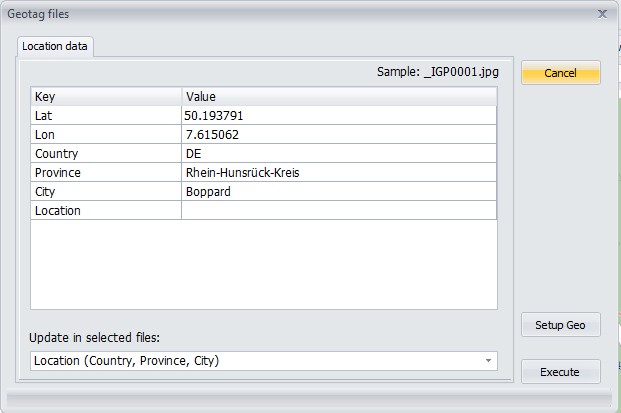 Geotag files
Location data
Sample: _IGP0001.jpg
Cancel
Key Value
Lat 50.193791
Lon 7.615062
Country DE
Province Rhein-Hunsrück-Kreis
City Boppard
Location
Setup Geo
Update in selected files:
Location (Country, Province, City)
Execute